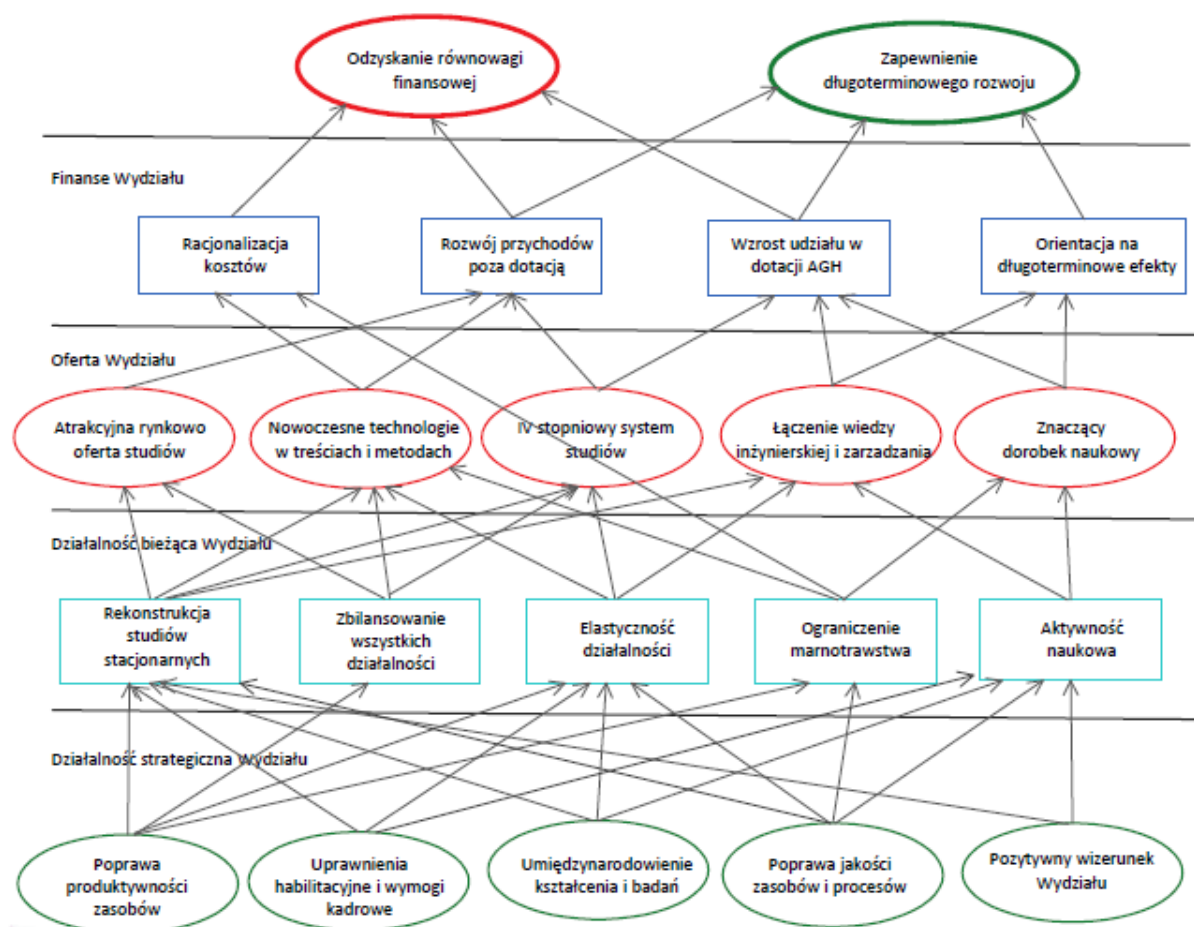 Odzyskanie równowagi
finansowej
Zapewnienie
długoterminowego rozwoju
Finanse Wydziału
Racjonalizacja
kosztów
Rozwój przychodów
poza dotacją
Wzrost udziału w
dotacji AGH
Orientacja na
długoterminowe efekty
Oferta Wydziału
Atrakcyjna rynkowo
oferta studiów
Nowoczesne technologie
w treściach i metodach
IV stopniowy system
studiów
Łączenie wiedzy
inżynierskiej i zarzadzania
Znaczący
dorobek naukowy
Działalność bieżąca Wydziału
Rekonstrukcja
studiów
stacjonarnych
Zbilansowanie
wszystkich
działalności
Elastyczność
działalności
Ograniczenie
marnotrawstwa
Aktywność
naukowa
Działalność strategiczna Wydziału
Poprawa
produktywności
zasobów
Uprawnienia
habilitacyjne i wymogi
kadrowe
Umiędzynarodowienie
kształcenia i badań
Poprawa jakości
zasobów i procesów
Pozytywny wizerunek
Wydziału